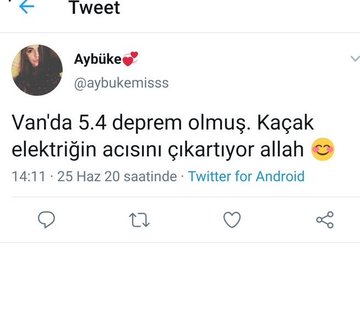 Tweet
Aybüke💞
@aybukemisss
Van'da 5.4 deprem olmuş. Kaçak
elektriğin acısını çıkartıyor allah 😊
14:11 · 25 Haz 20 saatinde · Twitter for Android